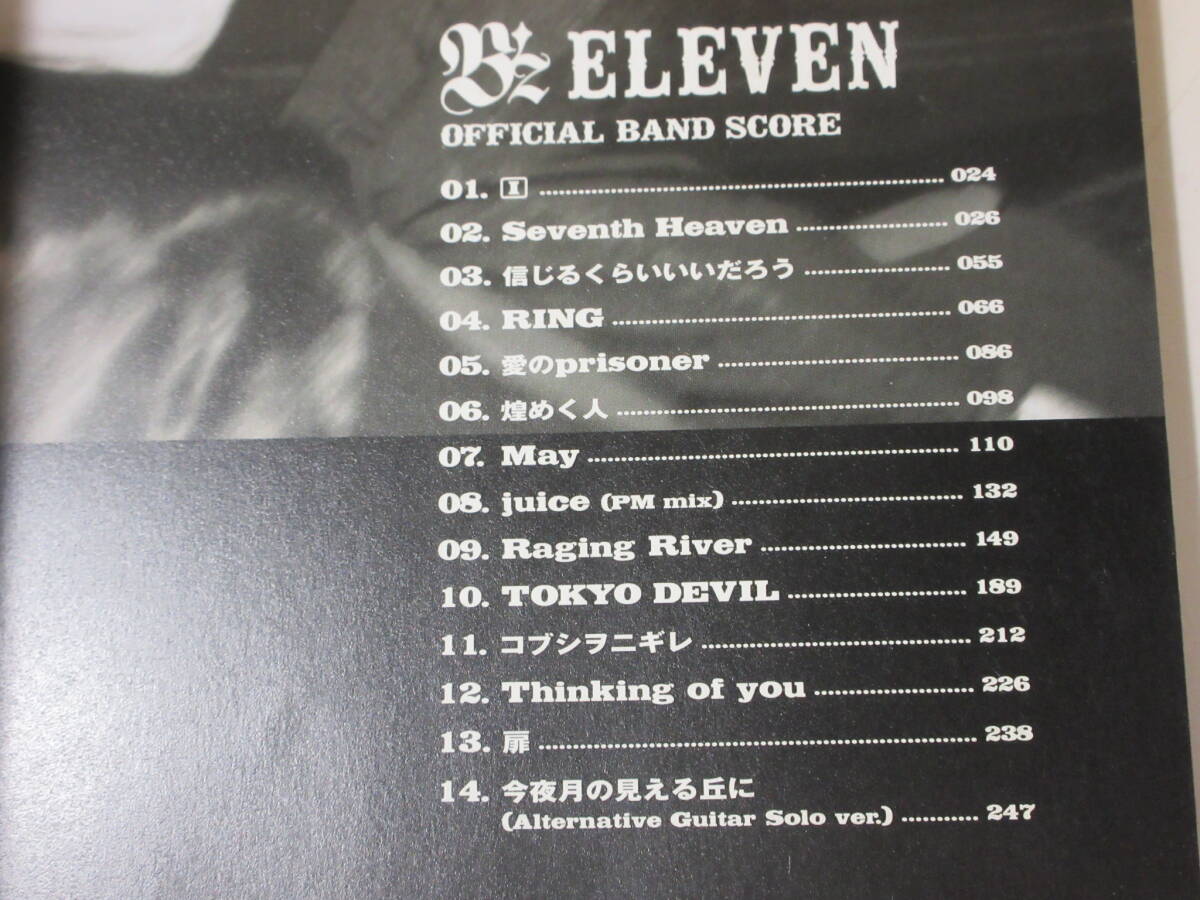 B'z ELEVEN
OFFICIAL BAND SCORE
01. I ........ 024
02. Seventh Heaven ........ 026
03. 信じるくらいいいだろう ........ 055
04. RING ........ 066
05. 愛のprisoner ........ 086
06. 煌めく人 ........ 098
07. May ........ 110
08. juice (PM mix) ........ 132
09. Raging River ........ 149
10. TOKYO DEVIL ........ 189
11. コブシヲニギレ ........ 212
12. Thinking of you ........ 226
13. 扉 ........ 238
14. 今夜月の見える丘に
(Alternative Guitar Solo ver.) ........ 247